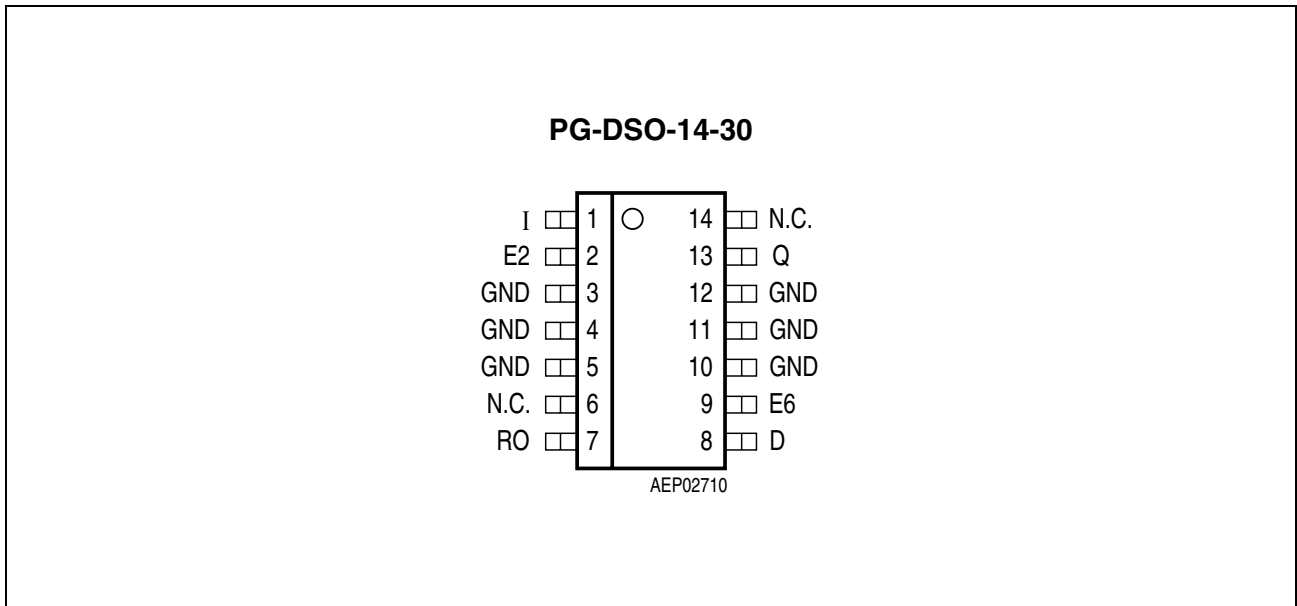 PG-DSO-14-30
I 1 14 N.C.
E2 2 13 Q
GND 3 12 GND
GND 4 11 GND
GND 5 10 GND
N.C. 6 9 E6
RO 7 8 D
AEP02710